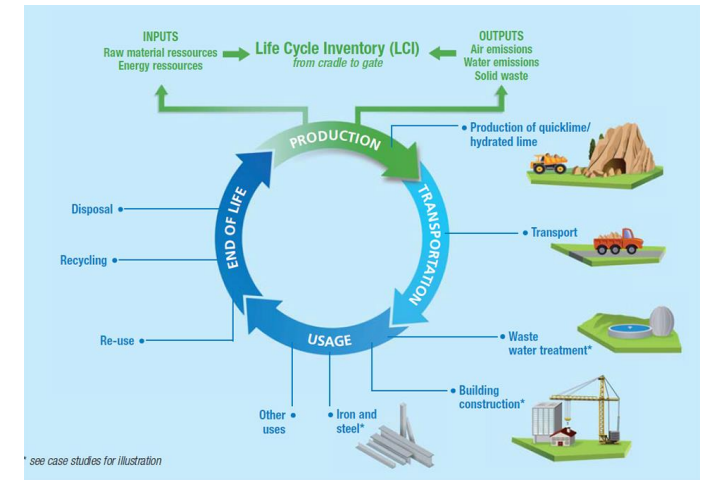 INPUTS
Raw material ressources
Energy ressources
Life Cycle Inventory (LCI)
from cradle to gate
OUTPUTS
Air emissions
Water emissions
Solid waste
PRODUCTION
• Production of quicklime/
hydrated lime
TRANSPORTATION
• Transport
USAGE
• Waste
water treatment*
• Building
construction*
• Iron and
steel*
Other •
uses
END OF LIFE
Disposal •
Recycling •
Re-use •
* see case studies for illustration